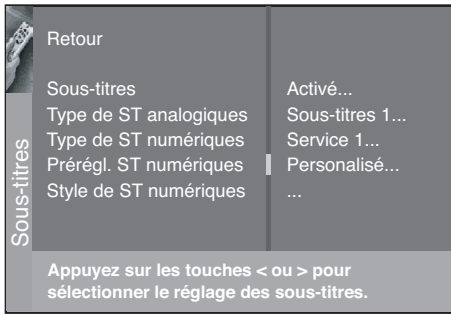 Retour
Sous-titres Activé...
Type de ST analogiques Sous-titres 1...
Type de ST numériques Service 1...
Prérégl. ST numériques Personalisé...
Style de ST numériques ...
Sous-titres
Appuyez sur les touches < ou > pour
sélectionner le réglage des sous-titres.